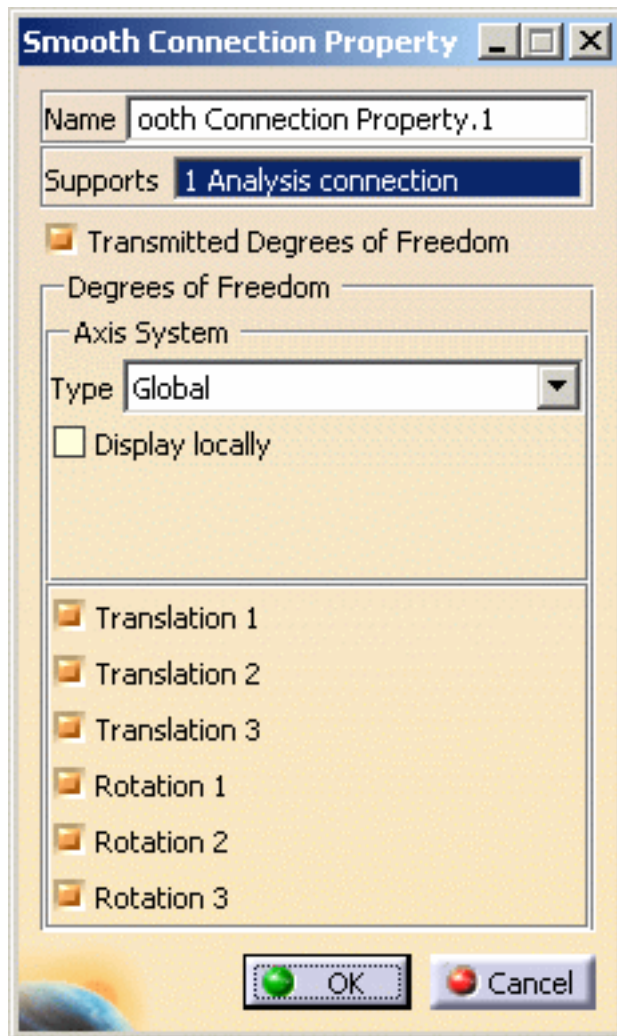 Smooth Connection Property
Name ooth Connection Property.1
Supports 1 Analysis connection
Transmitted Degrees of Freedom
Degrees of Freedom
Axis System
Type Global
Display locally
Translation 1
Translation 2
Translation 3
Rotation 1
Rotation 2
Rotation 3
OK Cancel